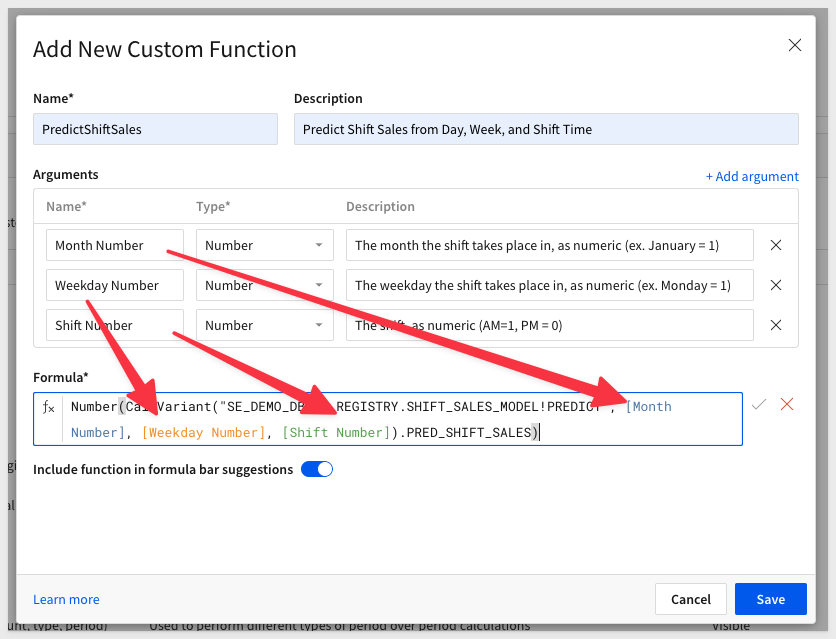 Add New Custom Function
Name* Description
PredictShiftSales Predict Shift Sales from Day, Week, and Shift Time
Arguments + Add argument
Name* Type* Description
Month Number Number The month the shift takes place in, as numeric (ex. January = 1)
Weekday Number Number The weekday the shift takes place in, as numeric (ex. Monday = 1)
Shift Number Number The shift, as numeric (AM=1, PM = 0)
Formula*
fx Number(CallVariant("SE_DEMO_DB. REGISTRY.SHIFT_SALES_MODEL!PREDICT", [Month
Number], [Weekday Number], [Shift Number]).PRED_SHIFT_SALES)
Include function in formula bar suggestions
Learn more Cancel Save
unt, type, period) Used to perform different types of period over period calculations Visible